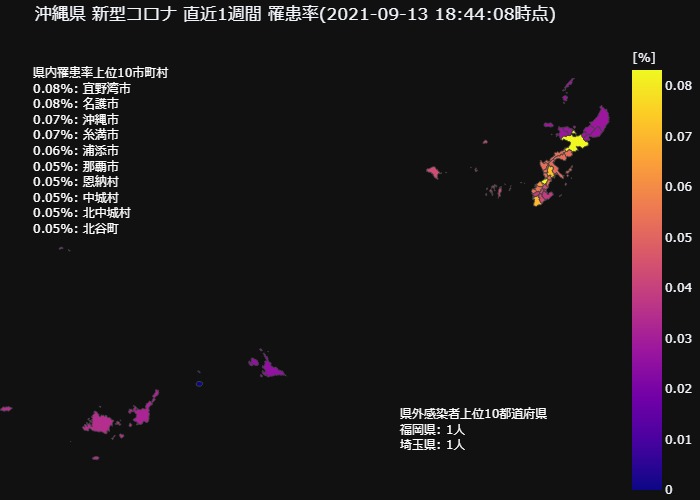 沖縄県 新型コロナ 直近1週間 罹患率(2021-09-13 18:44:08時点)
県内罹患率上位10市町村
0.08%: 宜野湾市
0.08%: 名護市
0.07%: 沖縄市
0.07%: 糸満市
0.06%: 浦添市
0.05%: 那覇市
0.05%: 恩納村
0.05%: 中城村
0.05%: 北中城村
0.05%: 北谷町
[%]
0.08
0.07
0.06
0.05
0.04
0.03
0.02
0.01
0
県外感染者上位10都道府県
福岡県: 1人
埼玉県: 1人